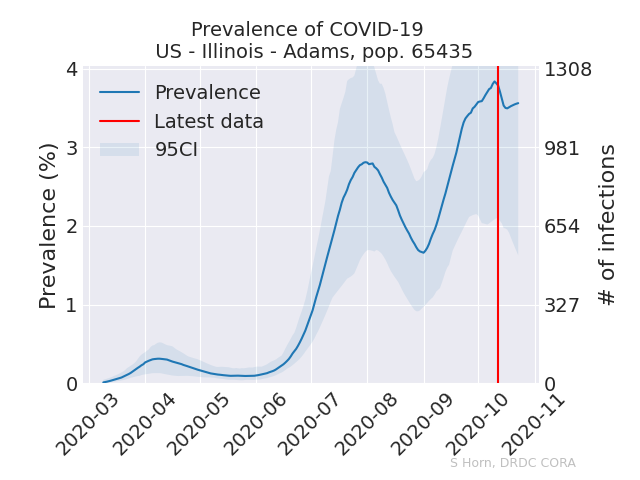 Prevalence of COVID-19
US - Illinois - Adams, pop. 65435
Prevalence
Latest data
95CI
Prevalence (%)
4
3
2
1
0
1308
981
654
327
0
# of infections
2020-03
2020-04
2020-05
2020-06
2020-07
2020-08
2020-09
2020-10
2020-11
S Horn, DRDC CORA